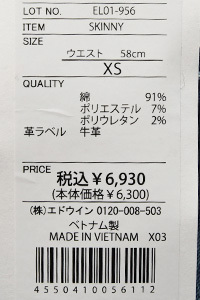 LOT NO. EL01-956
ITEM SKINNY
SIZE
ウエスト 58cm
XS
QUALITY
綿 91%
ポリエステル 7%
ポリウレタン 2%
革ラベル 牛革
PRICE
税込¥6,930
(本体価格¥6,300)
(株)エドウイン 0120-008-503
ベトナム製
MADE IN VIETNAM X03
4550410056112